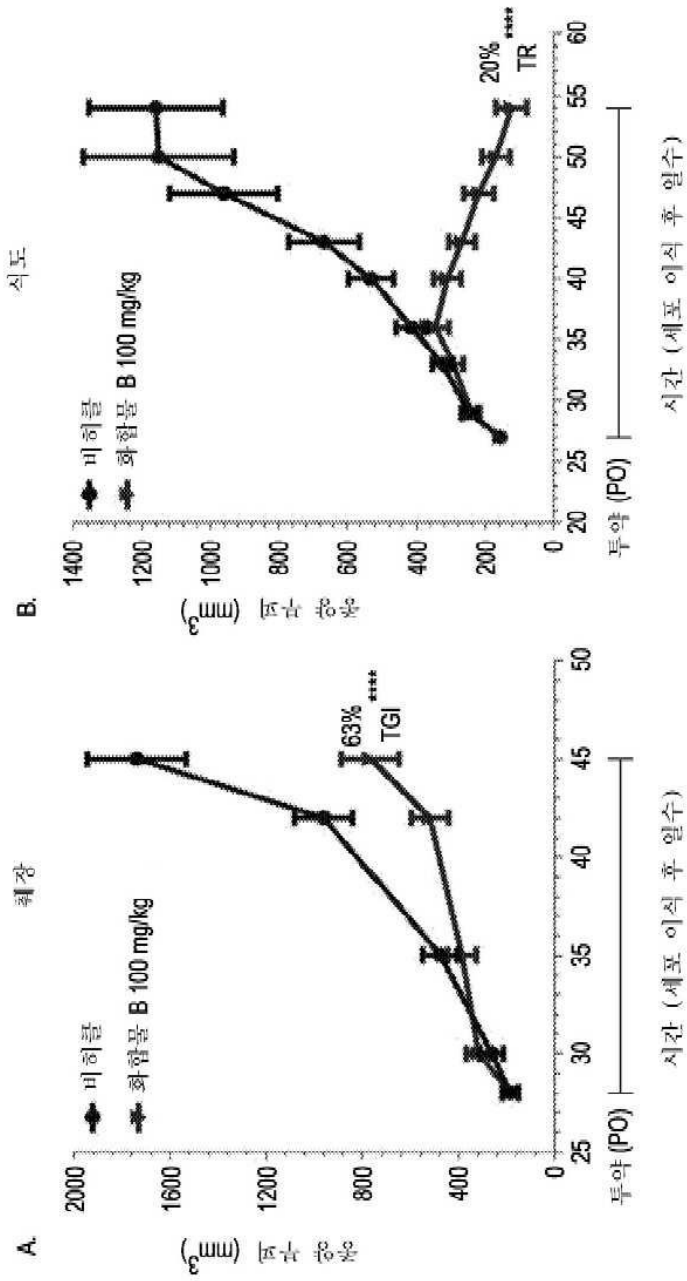 A.
췌장
2000
1600
1200
800
400
종양 부피 (mm3)
비히클
화합물 B 100 mg/kg
63% ****
TGI
25
30
35
40
45
50
투약 (PO)
시간 (세포 이식 후 일수)
B.
식도
1400
1200
1000
800
600
400
200
0
종양 부피 (mm3)
비히클
화합물 B 100 mg/kg
20% ****
TR
20
25
30
35
40
45
50
55
60
투약 (PO)
시간 (세포 이식 후 일수)